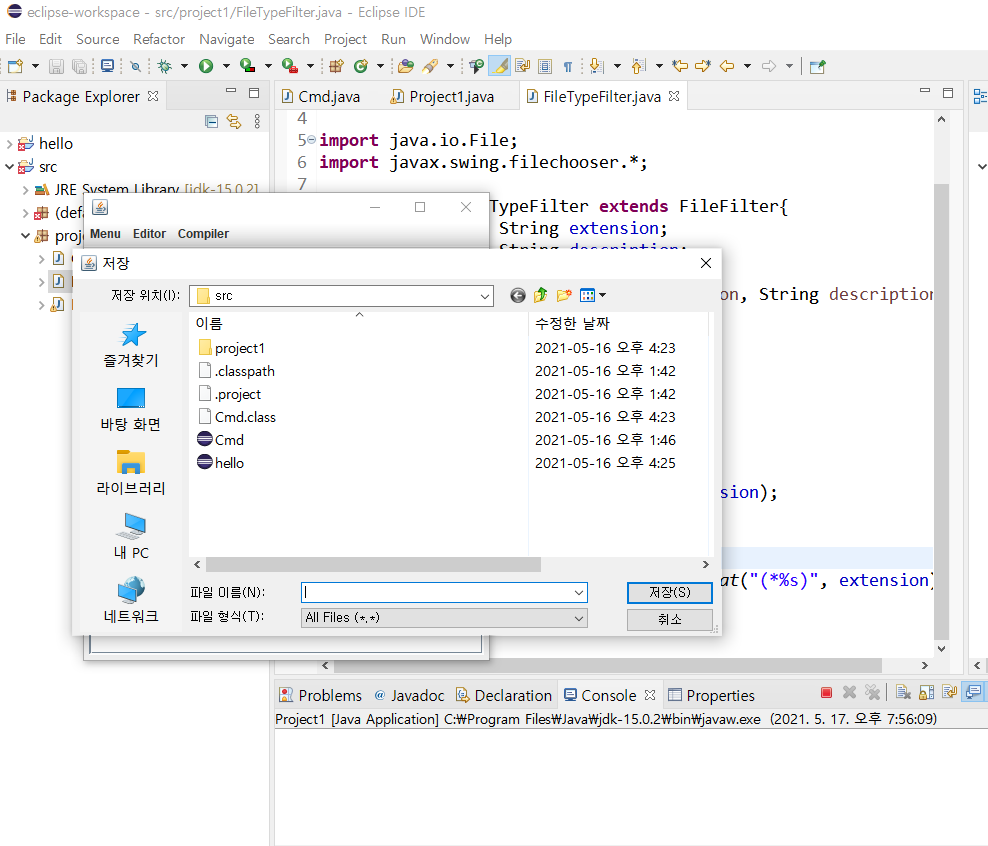 eclipse-workspace - src/project1/FileTypeFilter.java - Eclipse IDE
File Edit Source Refactor Navigate Search Project Run Window Help
Package Explorer
hello
src
JRE System Library [jdk-15.0.2]
Cmd.java Project1.java FileTypeFilter.java
4
5 import java.io.File;
6 import javax.swing.filechooser.*;
7
TypeFilter extends FileFilter{
String extension;
String description;
on, String description
sion);
at("(*%s)", extension)
Menu Editor Compiler
저장
저장 위치(I): src
즐겨찾기
바탕 화면
라이브러리
내 PC
네트워크
이름 수정한 날짜
project1 2021-05-16 오후 4:23
.classpath 2021-05-16 오후 1:42
.project 2021-05-16 오후 1:42
Cmd.class 2021-05-16 오후 4:23
Cmd 2021-05-16 오후 1:46
hello 2021-05-16 오후 4:25
파일 이름(N): 저장(S)
파일 형식(T): All Files (*.*) 취소
Problems Javadoc Declaration Console Properties
Project1 [Java Application] C:₩Program Files₩Java₩jdk-15.0.2₩bin₩javaw.exe (2021. 5. 17. 오후 7:56:09)